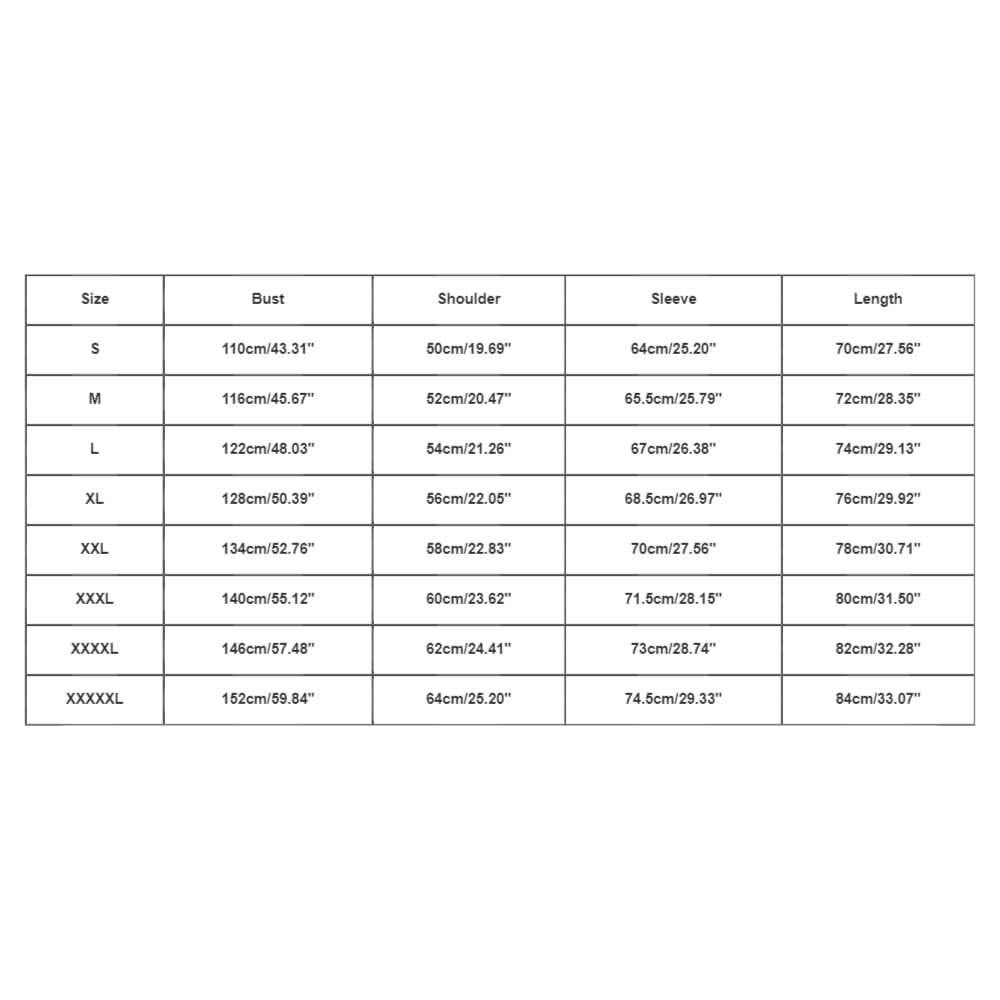 Size Bust Shoulder Sleeve Length
S 110cm/43.31" 50cm/19.69" 64cm/25.20" 70cm/27.56"
M 116cm/45.67" 52cm/20.47" 65.5cm/25.79" 72cm/28.35"
L 122cm/48.03" 54cm/21.26" 67cm/26.38" 74cm/29.13"
XL 128cm/50.39" 56cm/22.05" 68.5cm/26.97" 76cm/29.92"
XXL 134cm/52.76" 58cm/22.83" 70cm/27.56" 78cm/30.71"
XXXL 140cm/55.12" 60cm/23.62" 71.5cm/28.15" 80cm/31.50"
XXXXL 146cm/57.48" 62cm/24.41" 73cm/28.74" 82cm/32.28"
XXXXXL 152cm/59.84" 64cm/25.20" 74.5cm/29.33" 84cm/33.07"